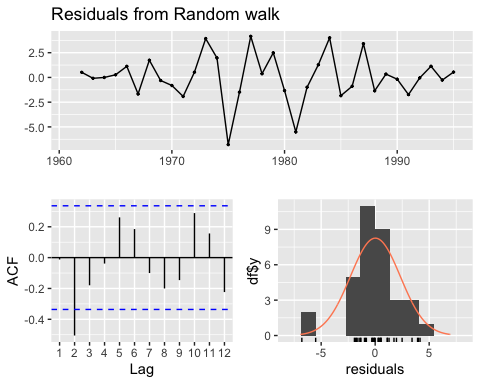 Residuals from Random walk
2.5
0.0
-2.5
-5.0
1960 1970 1980 1990
0.2
0.0
-0.2
-0.4
ACF
1 2 3 4 5 6 7 8 9 10 11 12
Lag
9
6
3
0
df$y
-5 0 5
residuals